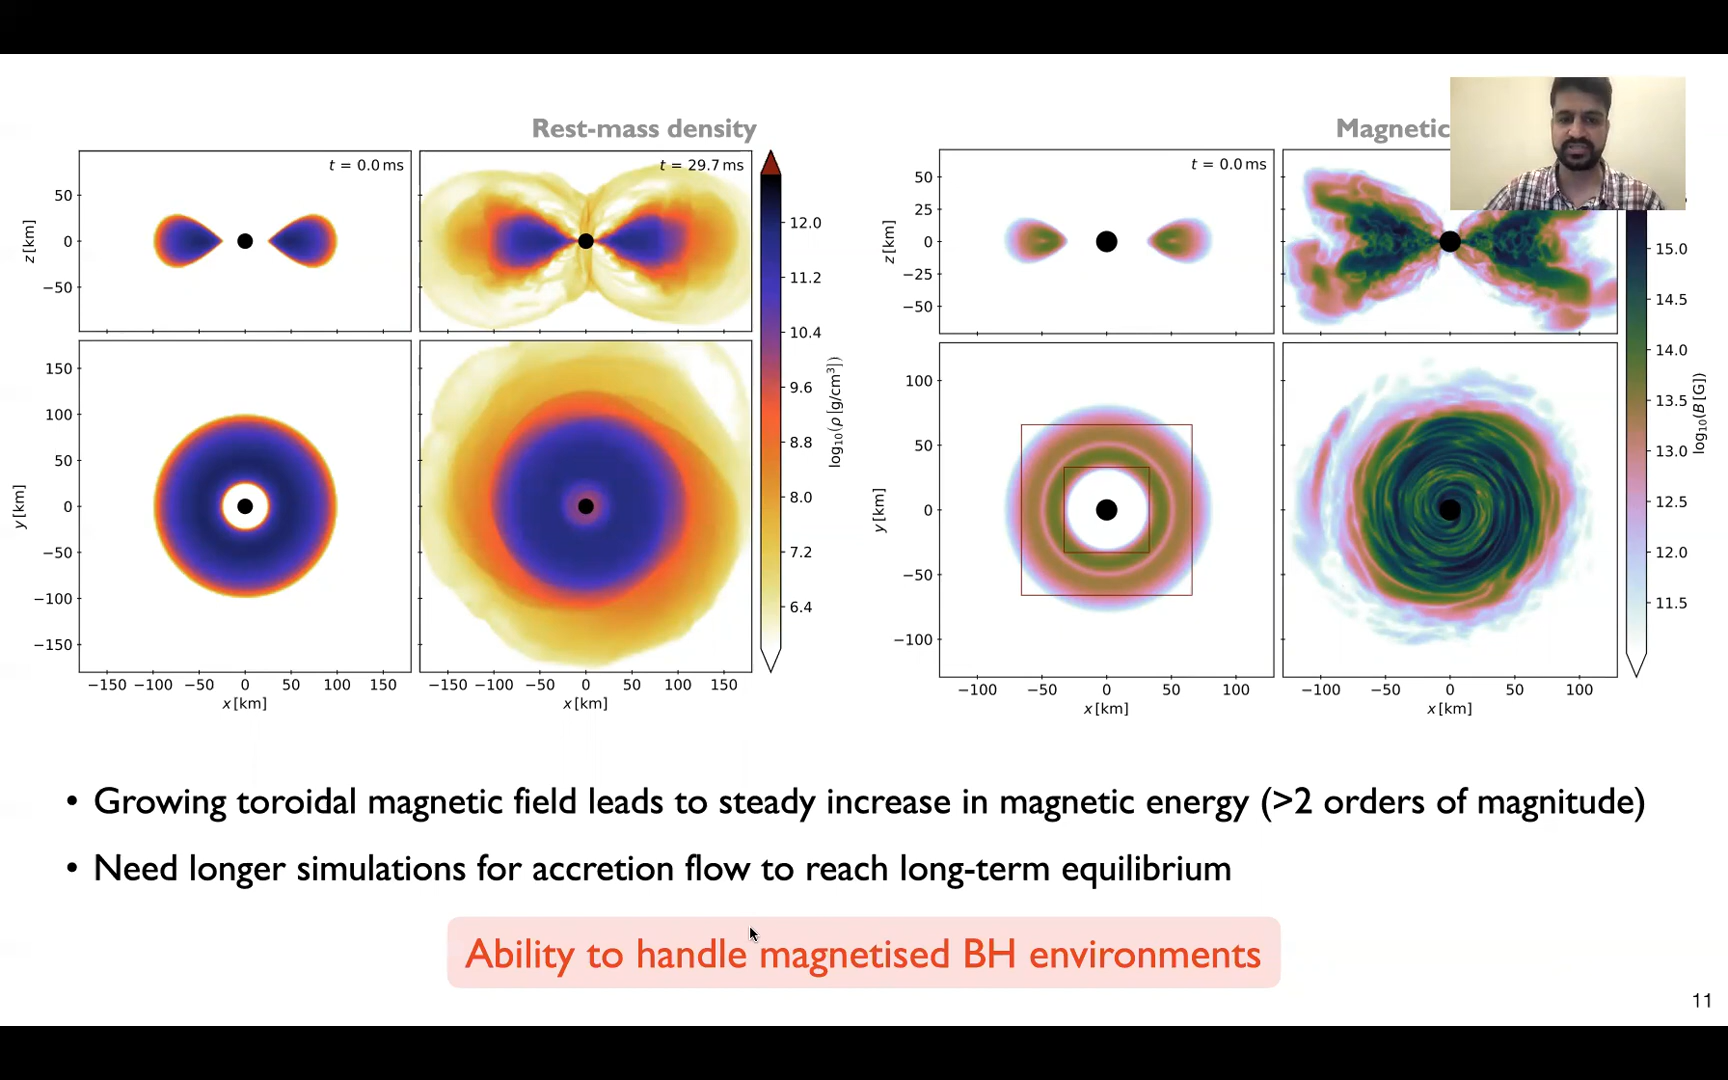 Rest-mass density
Magnetic
t = 0.0 ms
t = 29.7 ms
t = 0.0 ms
z [km]
50
0
−50
z [km]
50
25
0
−25
−50
y [km]
150
100
50
0
−50
−100
−150
y [km]
100
50
0
−50
−100
−150 −100 −50 0 50 100 150
x [km]
−150 −100 −50 0 50 100 150
x [km]
12.0
11.2
10.4
9.6
8.8
8.0
7.2
6.4
log₁₀(ρ [g/cm³])
−100 −50 0 50 100
x [km]
−100 −50 0 50 100
x [km]
15.0
14.5
14.0
13.5
13.0
12.5
12.0
11.5
log₁₀(B [G])
• Growing toroidal magnetic field leads to steady increase in magnetic energy (>2 orders of magnitude)
• Need longer simulations for accretion flow to reach long-term equilibrium
Ability to handle magnetised BH environments
11